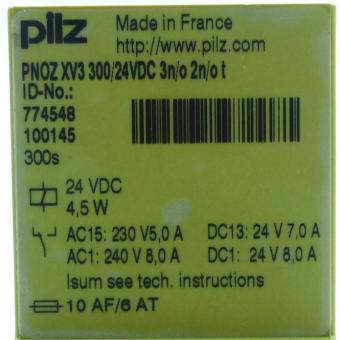 pilz
Made in France
http://www.pilz.com
PNOZ XV3 300/24VDC 3n/o 2n/o t
ID-No.:
774548
100145
300s
24 VDC
4,5 W
AC15: 230 V5,0 A DC13: 24 V 7,0 A
AC1: 240 V 8,0 A DC1: 24 V 8,0 A
Isum see tech. instructions
10 AF/6 AT